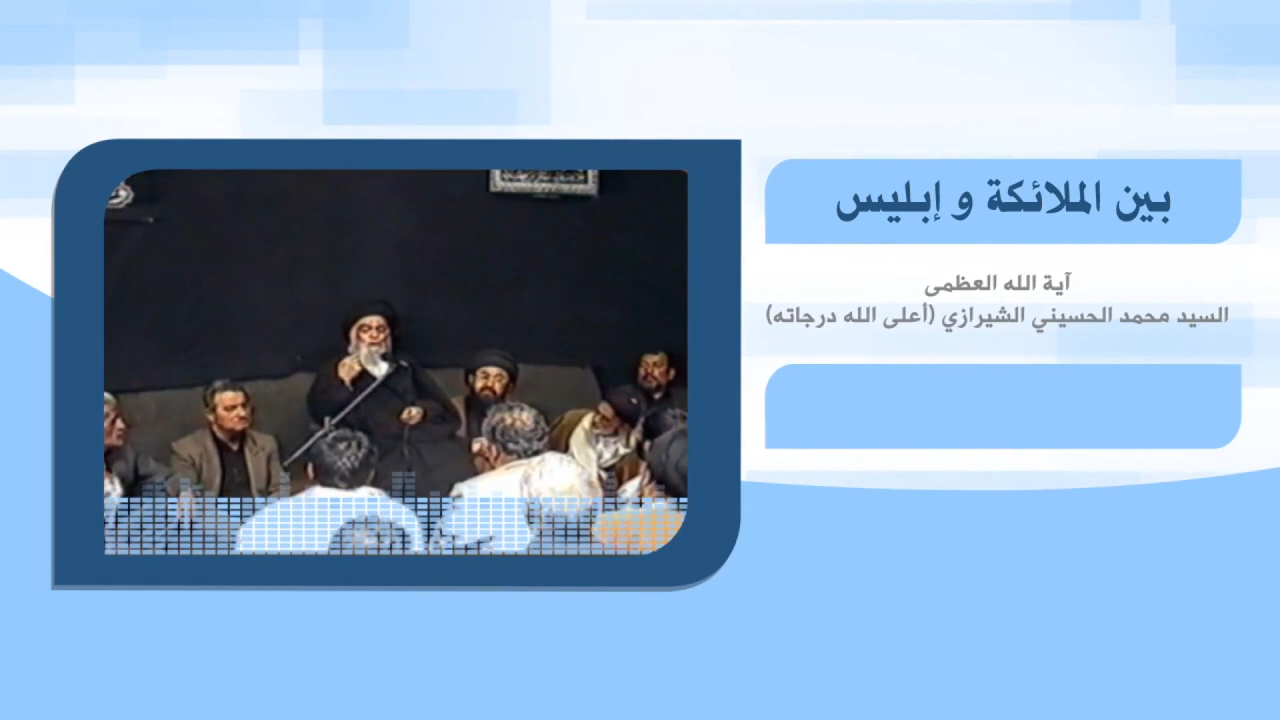 بين الملائكة و إبليس
آية الله العظمى
السيد محمد الحسيني الشيرازي (أعلى الله درجاته)